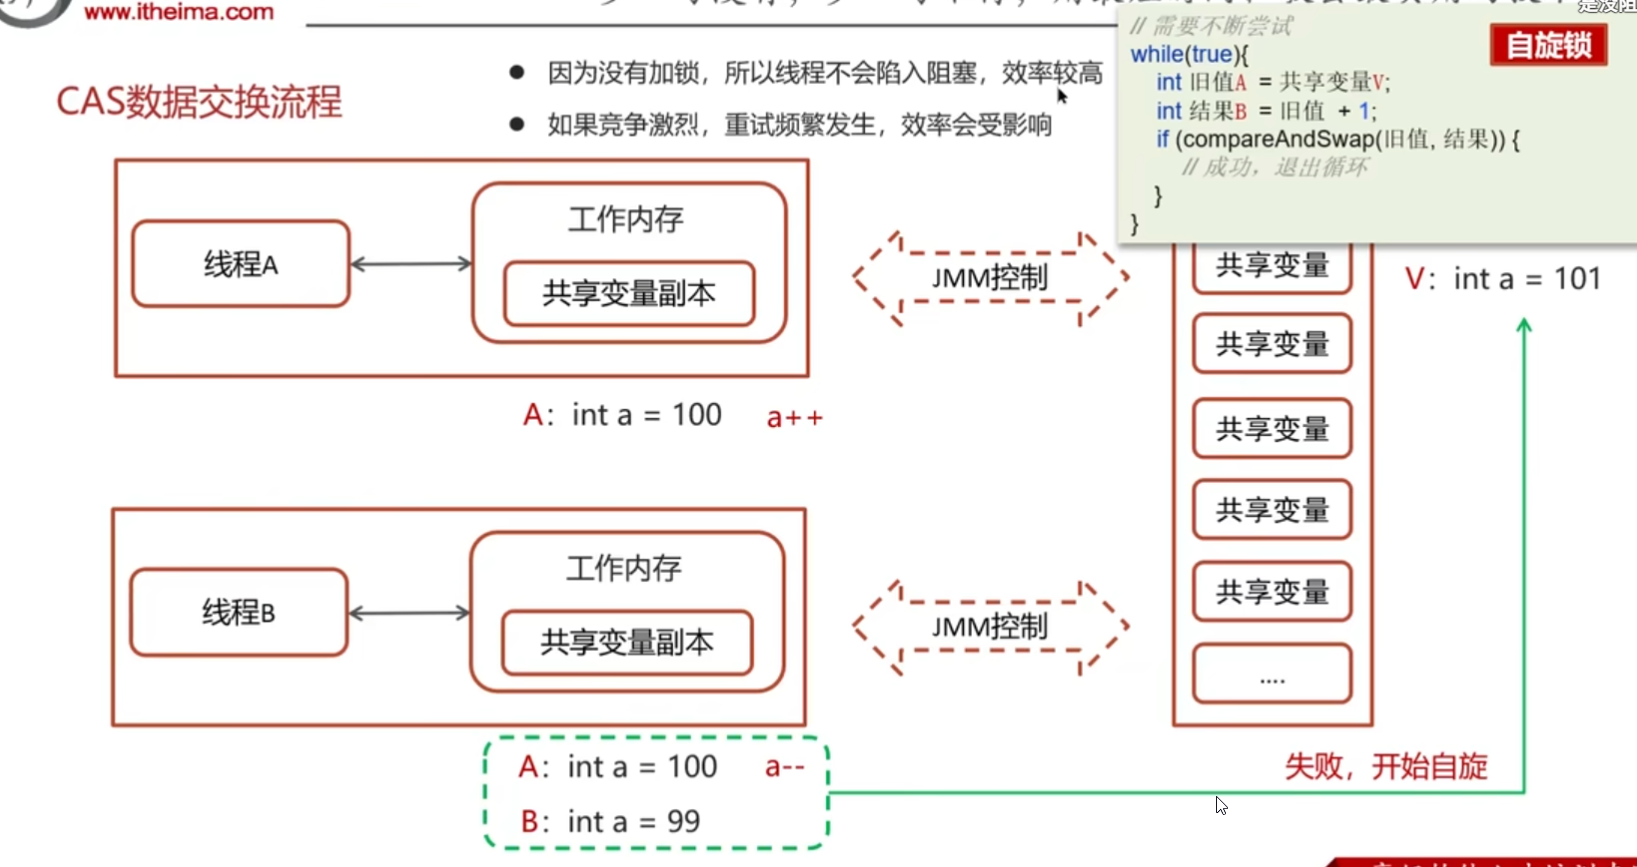 www.itheima.com
CAS数据交换流程
● 因为没有加锁，所以线程不会陷入阻塞，效率较高
● 如果竞争激烈，重试频繁发生，效率会受影响
// 需要不断尝试
while(true){
int 旧值A = 共享变量V;
int 结果B = 旧值 + 1;
if (compareAndSwap(旧值, 结果)) {
// 成功，退出循环
}
}
自旋锁
线程A
工作内存
共享变量副本
JMM控制
A: int a = 100 a++
共享变量
共享变量
共享变量
共享变量
共享变量
....
V: int a = 101
线程B
工作内存
共享变量副本
JMM控制
A: int a = 100 a--
B: int a = 99
失败，开始自旋